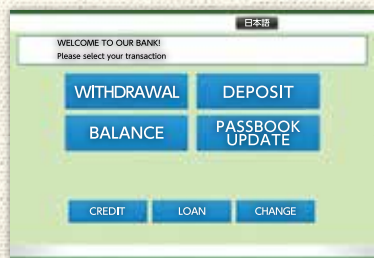 日本語
WELCOME TO OUR BANK!
Please select your transaction
WITHDRAWAL
DEPOSIT
BALANCE
PASSBOOK
UPDATE
CREDIT
LOAN
CHANGE